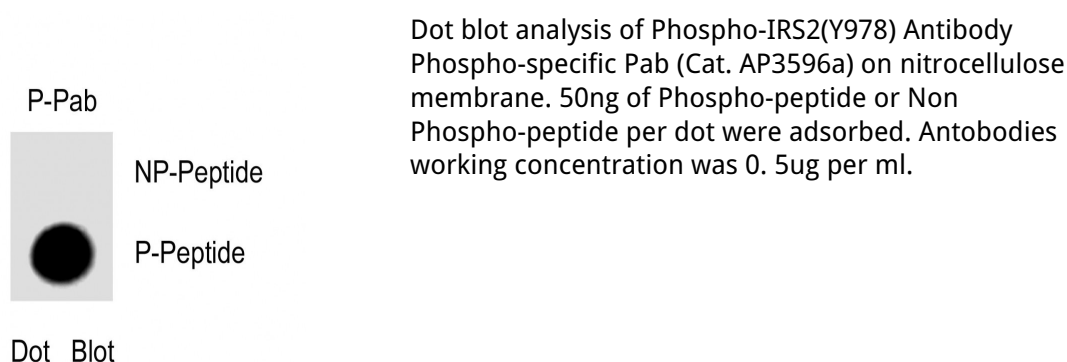 P-Pab
NP-Peptide
P-Peptide
Dot Blot
Dot blot analysis of Phospho-IRS2(Y978) Antibody
Phospho-specific Pab (Cat. AP3596a) on nitrocellulose
membrane. 50ng of Phospho-peptide or Non
Phospho-peptide per dot were adsorbed. Antobodies
working concentration was 0. 5ug per ml.